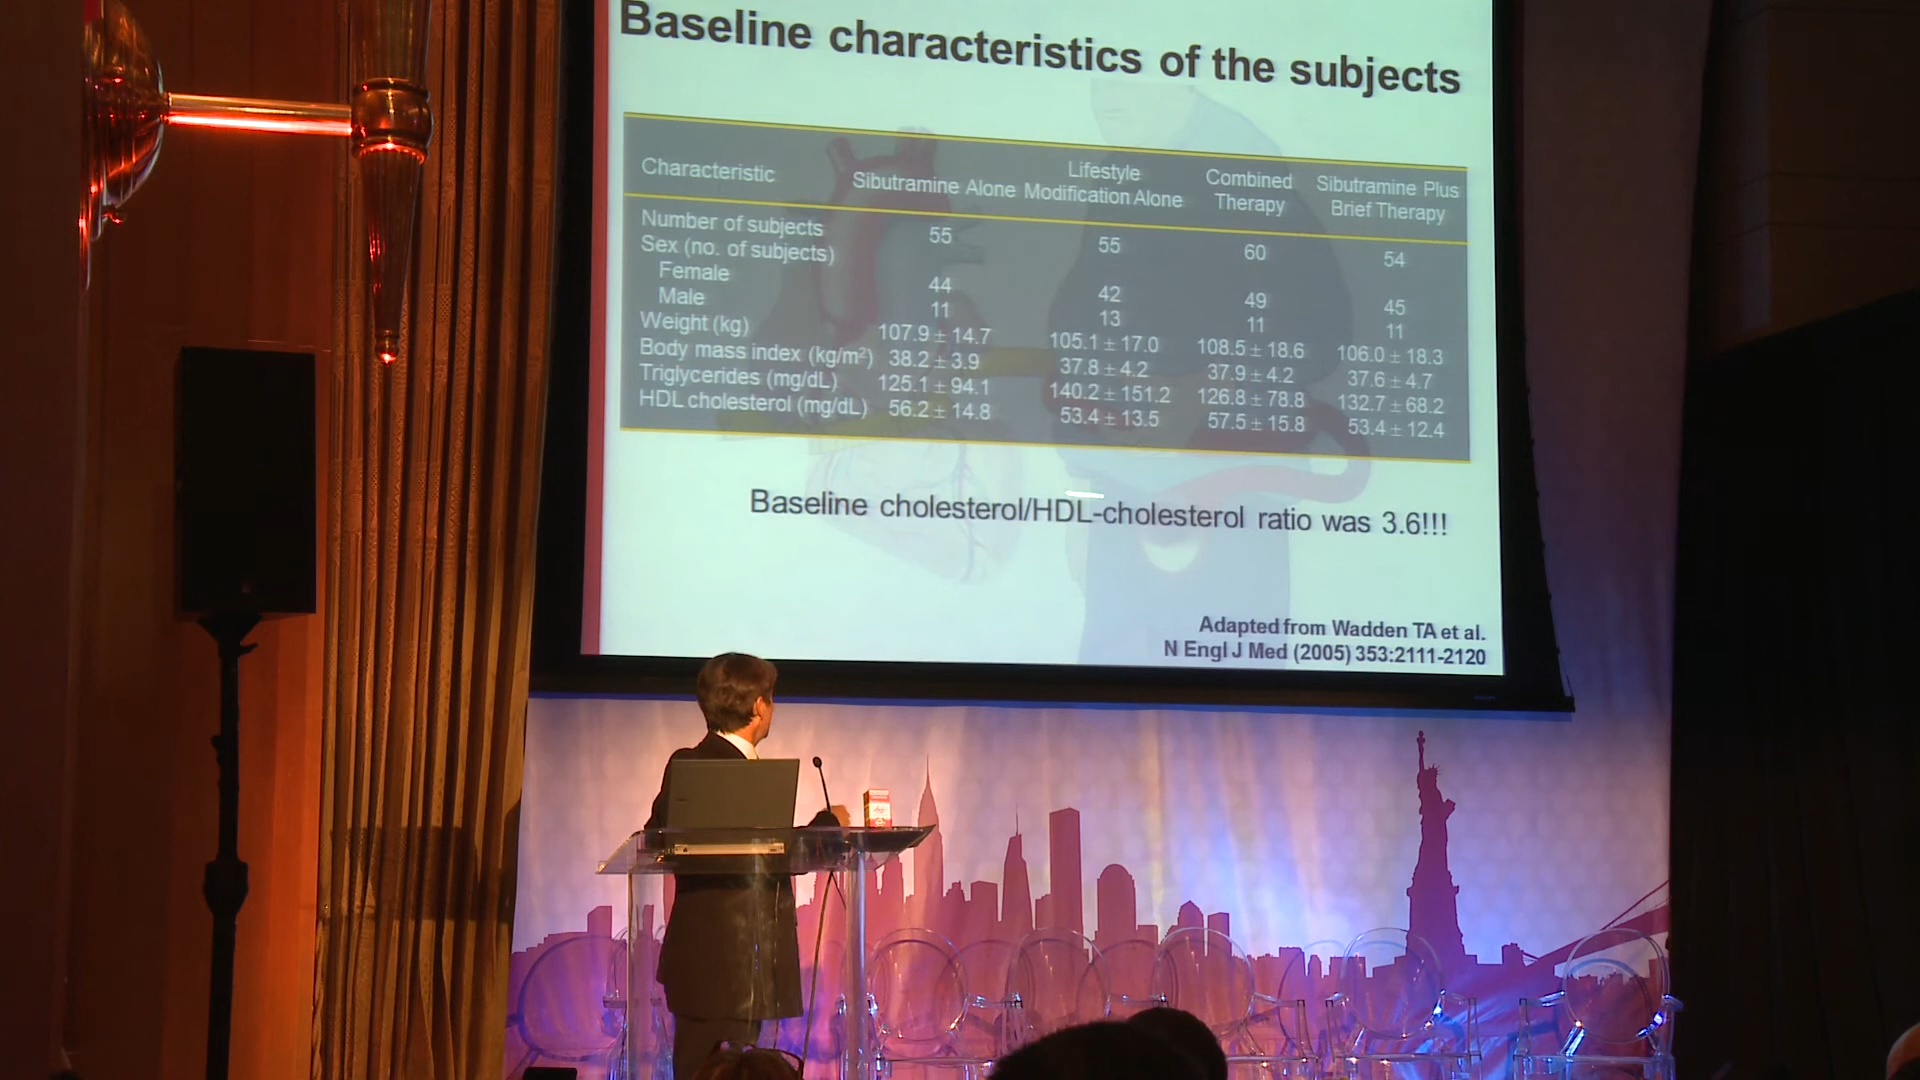 Baseline characteristics of the subjects
Characteristic Sibutramine Alone Lifestyle Modification Alone Combined Therapy Sibutramine Plus Brief Therapy
Number of subjects 55 55 60 54
Sex (no. of subjects)
Female 44 42 49 45
Male 11 13 11 11
Weight (kg) 107.9 ± 14.7 105.1 ± 17.0 108.5 ± 18.6 106.0 ± 18.3
Body mass index (kg/m²) 38.2 ± 3.9 37.8 ± 4.2 37.9 ± 4.2 37.6 ± 4.7
Triglycerides (mg/dL) 125.1 ± 94.1 140.2 ± 151.2 126.8 ± 78.8 132.7 ± 68.2
HDL cholesterol (mg/dL) 56.2 ± 14.8 53.4 ± 13.5 57.5 ± 15.8 53.4 ± 12.4
Baseline cholesterol/HDL-cholesterol ratio was 3.6!!!
Adapted from Wadden TA et al.
N Engl J Med (2005) 353:2111-2120